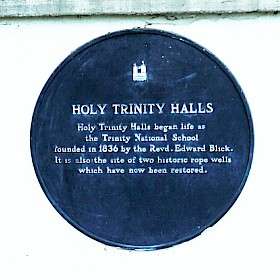 HOLY TRINITY HALLS
Holy Trinity Halls began life as
the Trinity National School
founded in 1836 by the Revd. Edward Blick.
It is also the site of two historic rope wells
which have now been restored.